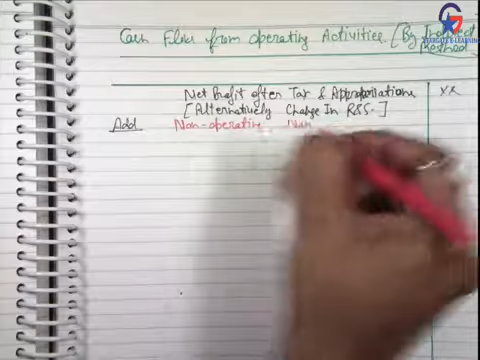 Cash Flow from operating Activities [By Indirect Method
Net Profit after Tax & Appropriations XX
[Alternatively Change In R&S.]
Add Non-operative